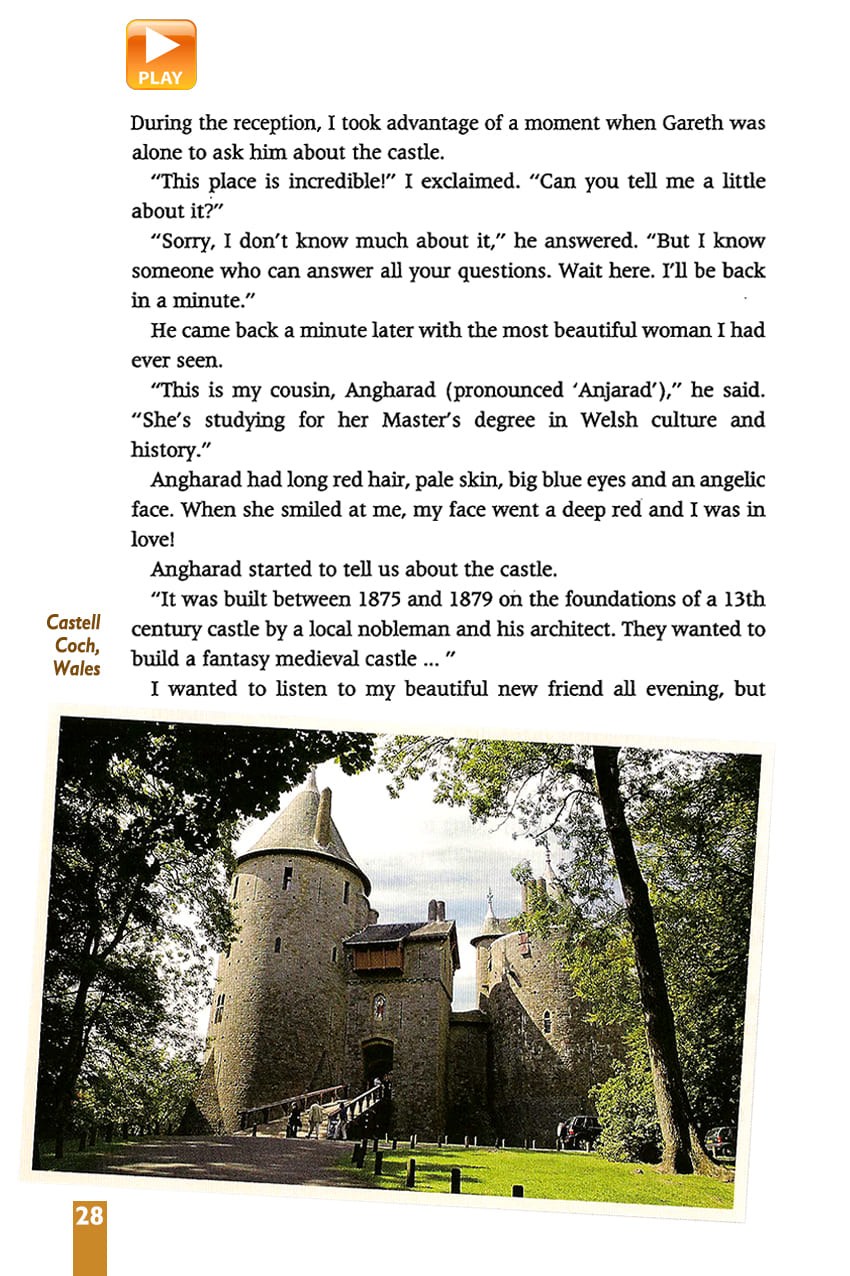 PLAY
During the reception, I took advantage of a moment when Gareth was
alone to ask him about the castle.
“This place is incredible!” I exclaimed. “Can you tell me a little
about it?”
“Sorry, I don’t know much about it,” he answered. “But I know
someone who can answer all your questions. Wait here. I’ll be back
in a minute.”
He came back a minute later with the most beautiful woman I had
ever seen.
“This is my cousin, Angharad (pronounced ‘Anjarad’),” he said.
“She’s studying for her Master’s degree in Welsh culture and
history.”
Angharad had long red hair, pale skin, big blue eyes and an angelic
face. When she smiled at me, my face went a deep red and I was in
love!
Angharad started to tell us about the castle.
“It was built between 1875 and 1879 on the foundations of a 13th
century castle by a local nobleman and his architect. They wanted to
build a fantasy medieval castle ... ”
I wanted to listen to my beautiful new friend all evening, but
Castell
Coch,
Wales
28